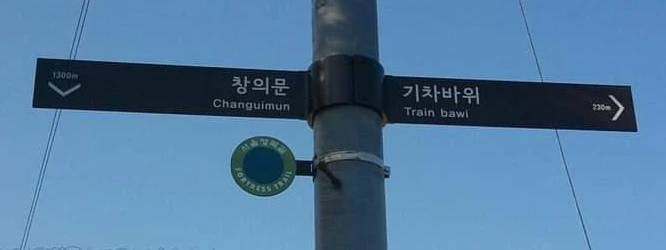 1300m
창의문
Changuimun
기차바위
Train bawi
230m
서울성곽길
FORTRESS TRAIL